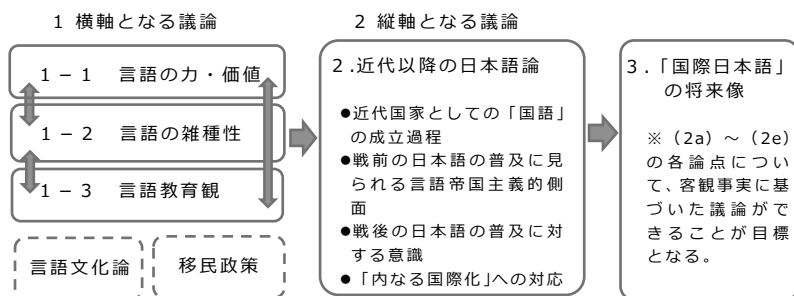 1 横軸となる議論
1－1 言語の力・価値
1－2 言語の雑種性
1－3 言語教育観
言語文化論
移民政策
2 縦軸となる議論
2.近代以降の日本語論
●近代国家としての「国語」
の成立過程
●戦前の日本語の普及に見
られる言語帝国主義的側
面
●戦後の日本語の普及に対
する意識
●「内なる国際化」への対応
3.「国際日本語」
の将来像
※（2a）～（2e）
の各論点につい
て、客観事実に基
づいた議論がで
きることが目標
となる。